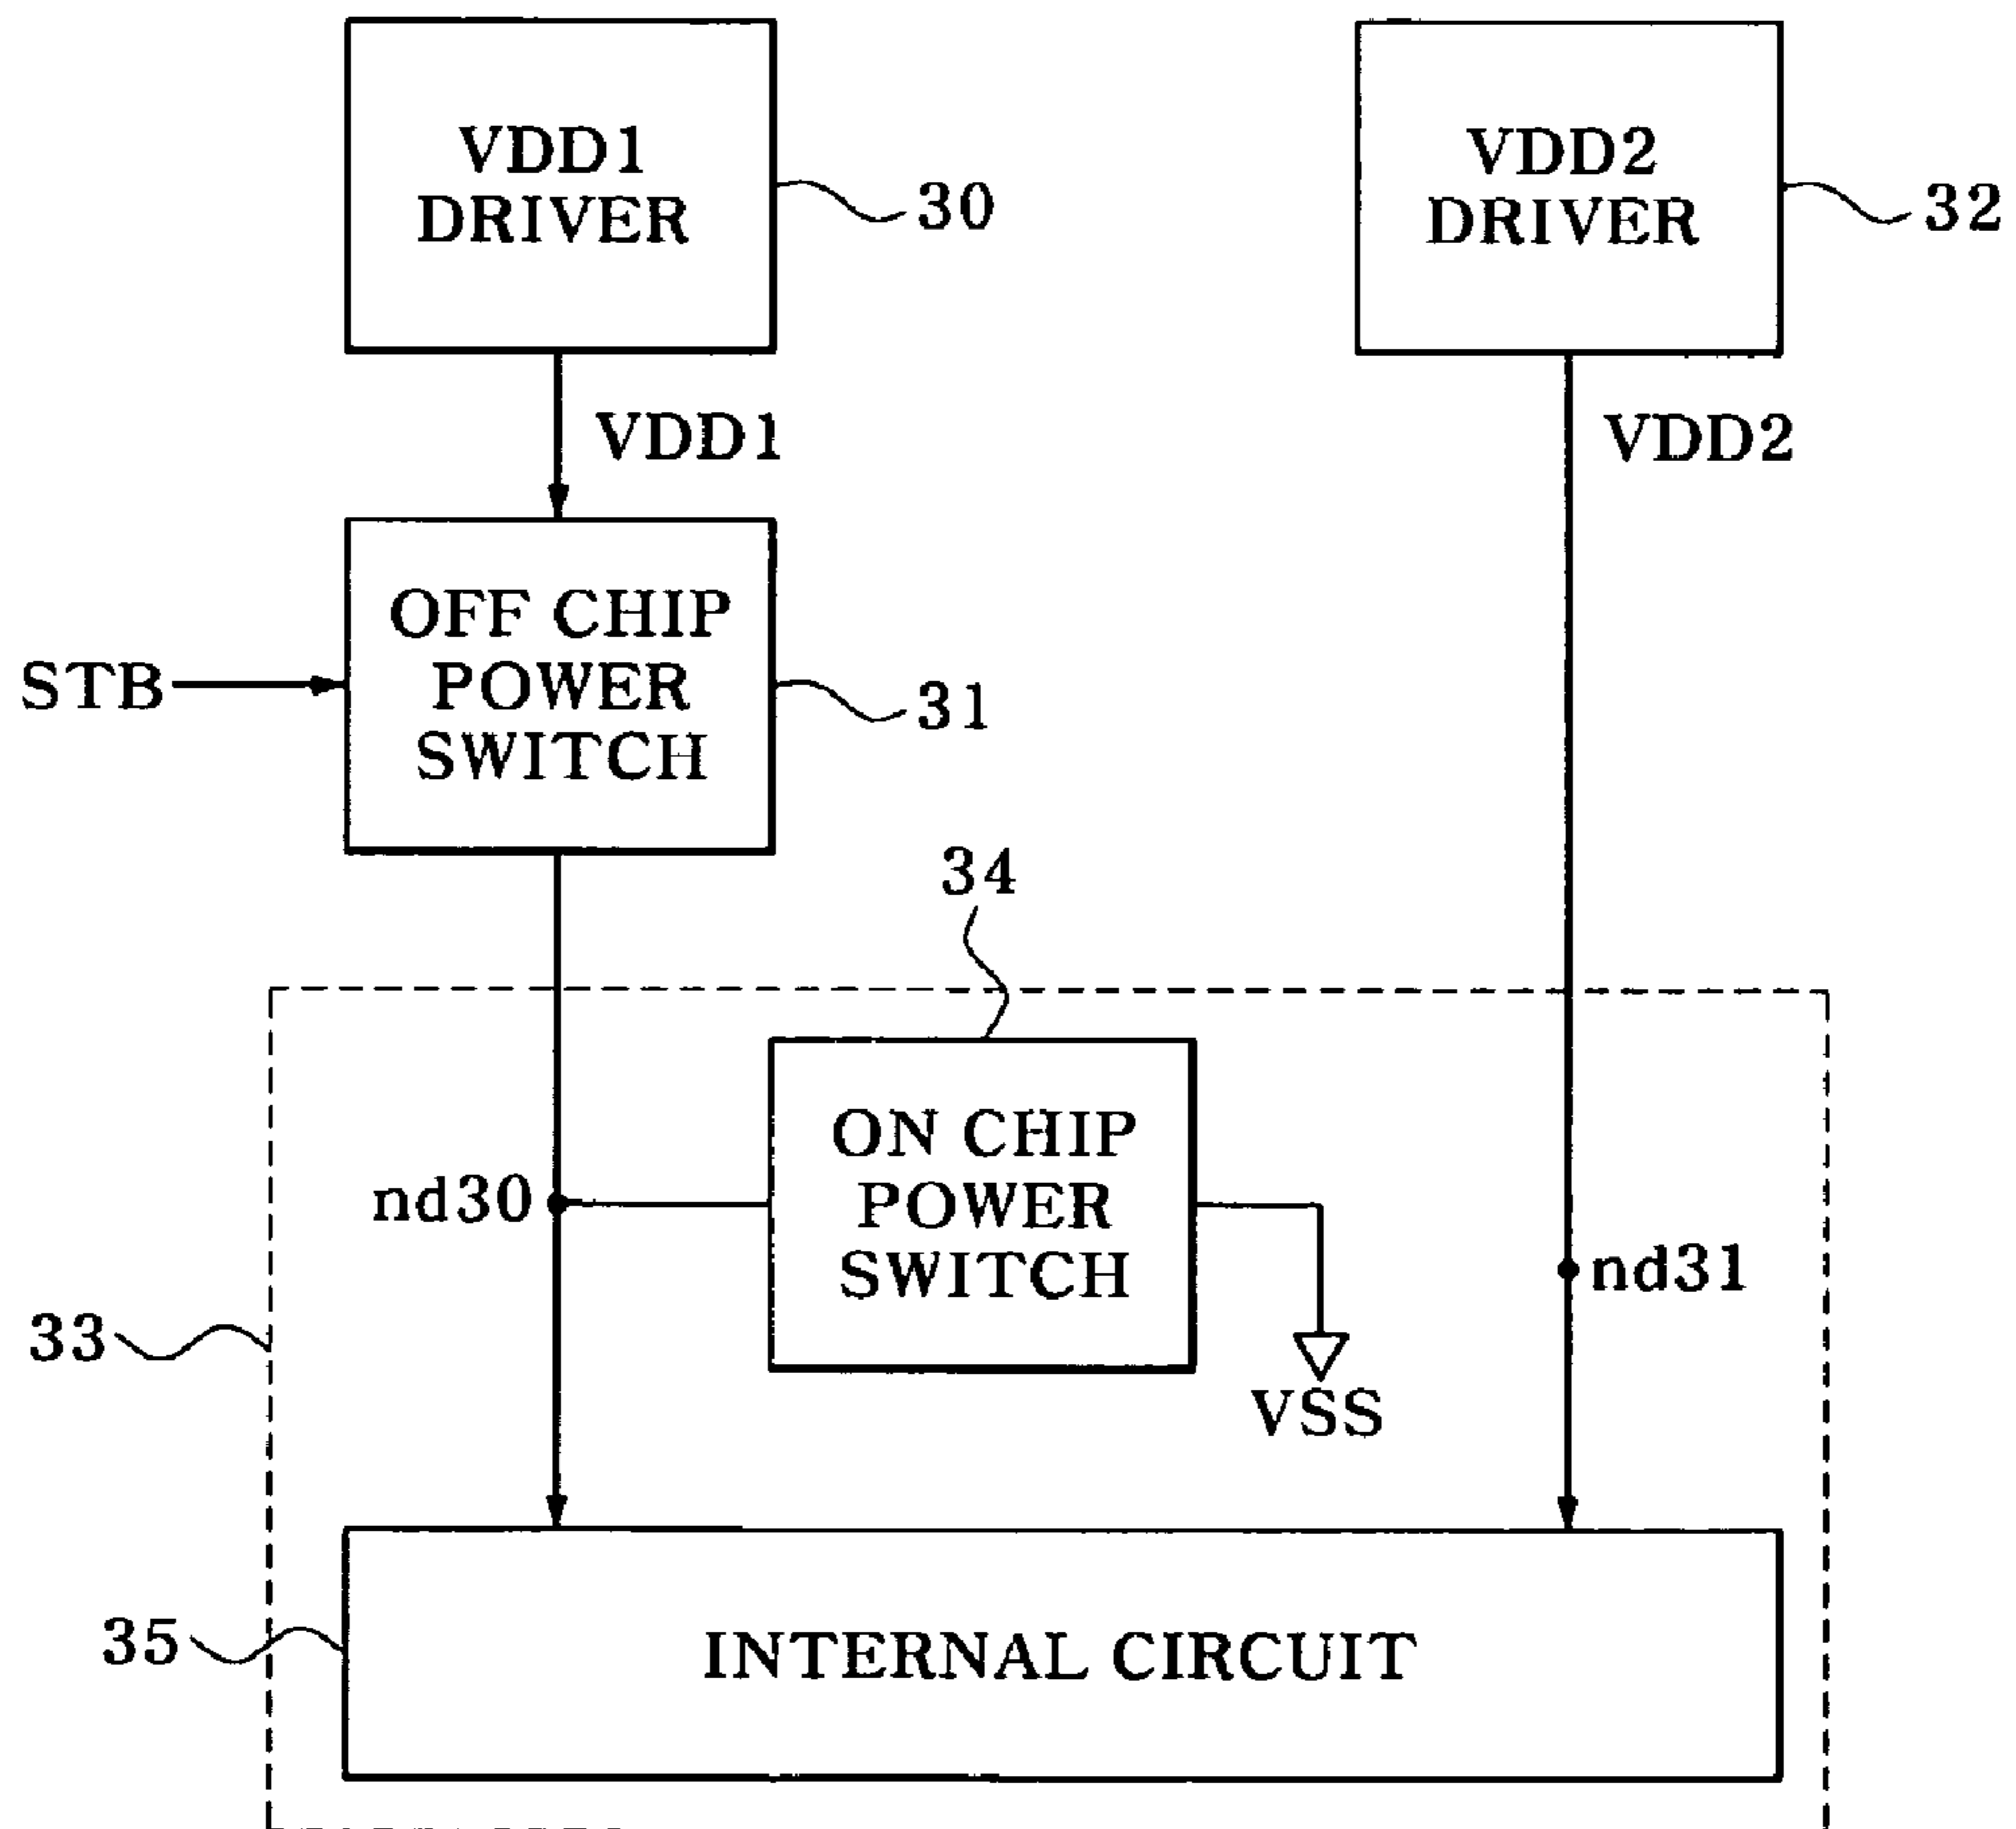 VDD1
DRIVER
30
VDD2
DRIVER
32
VDD1
VDD2
OFF CHIP
POWER
SWITCH
STB
31
34
ON CHIP
POWER
SWITCH
nd30
nd31
33
VSS
35
INTERNAL CIRCUIT